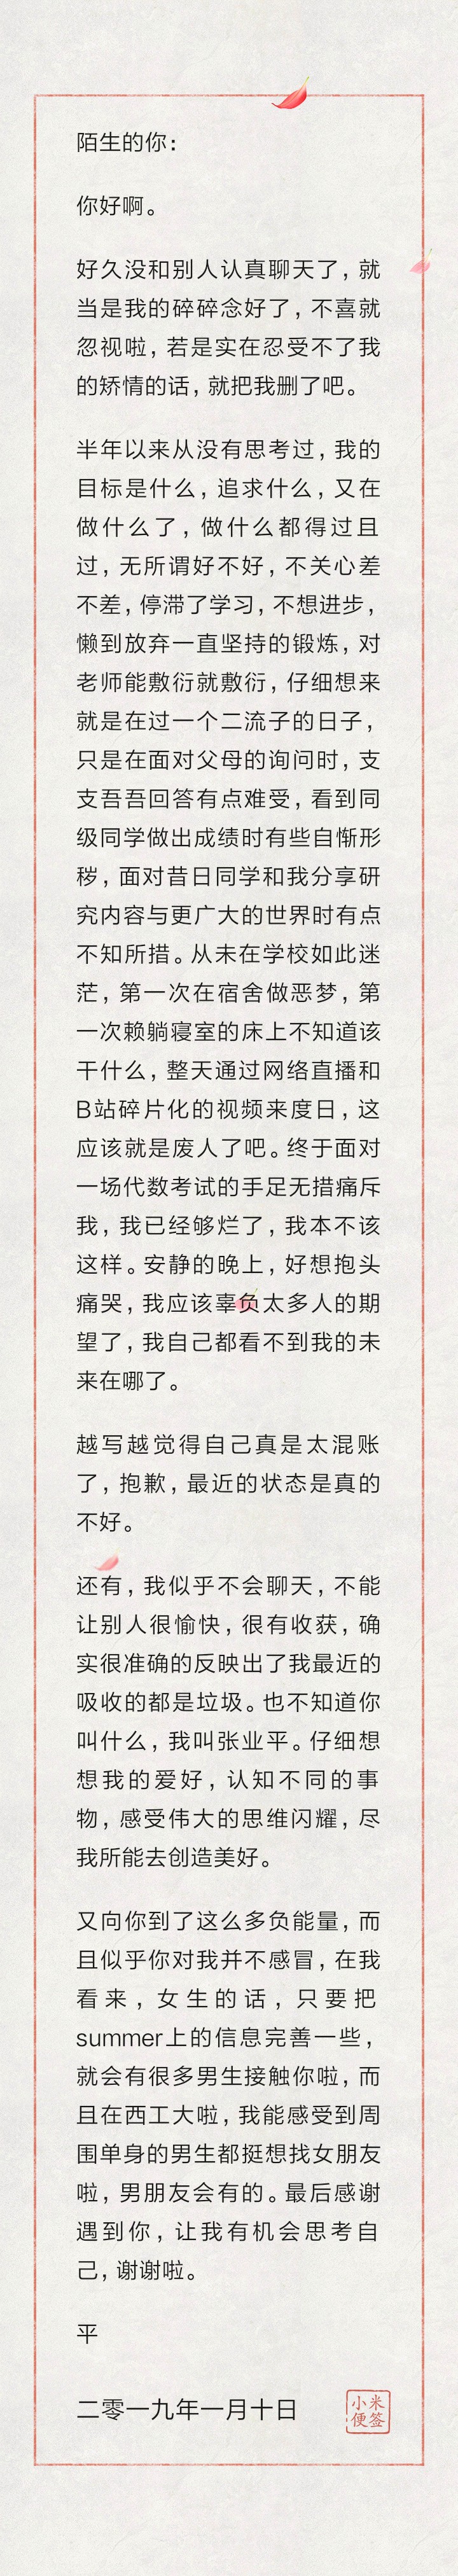 陌生的你：
你好啊。
好久没和别人认真聊天了，就
当是我的碎碎念好了，不喜就
忽视啦，若是实在忍受不了我
的矫情的话，就把我删了吧。
半年以来从没有思考过，我的
目标是什么，追求什么，又在
做什么了，做什么都得过且
过，无所谓好不好，不关心差
不差，停滞了学习，不想进步，
懒到放弃一直坚持的锻炼，对
老师能敷衍就敷衍，仔细想来
就是在过一个二流子的日子，
只是在面对父母的询问时，支
支吾吾回答有点难受，看到同
级同学做出成绩时有些自惭形
秽，面对昔日同学和我分享研
究内容与更广大的世界时有点
不知所措。从未在学校如此迷
茫，第一次在宿舍做恶梦，第
一次赖躺寝室的床上不知道该
干什么，整天通过网络直播和
B站碎片化的视频来度日，这
应该就是废人了吧。终于面对
一场代数考试的手足无措痛斥
我，我已经够烂了，我本不该
这样。安静的晚上，好想抱头
痛哭，我应该辜负太多人的期
望了，我自己都看不到我的未
来在哪了。
越写越觉得自己真是太混账
了，抱歉，最近的状态是真的
不好。
还有，我似乎不会聊天，不能
让别人很愉快，很有收获，确
实很准确的反映出了我最近的
吸收的都是垃圾。也不知道你
叫什么，我叫张业平。仔细想
想我的爱好，认知不同的事
物，感受伟大的思维闪耀，尽
我所能去创造美好。
又向你到了这么多负能量，而
且似乎你对我并不感冒，在我
看来，女生的话，只要把
summer上的信息完善一些，
就会有很多男生接触你啦，而
且在西工大啦，我能感受到周
围单身的男生都挺想找女朋友
啦，男朋友会有的。最后感谢
遇到你，让我有机会思考自
己，谢谢啦。
平
二零一九年一月十日
小米
便签